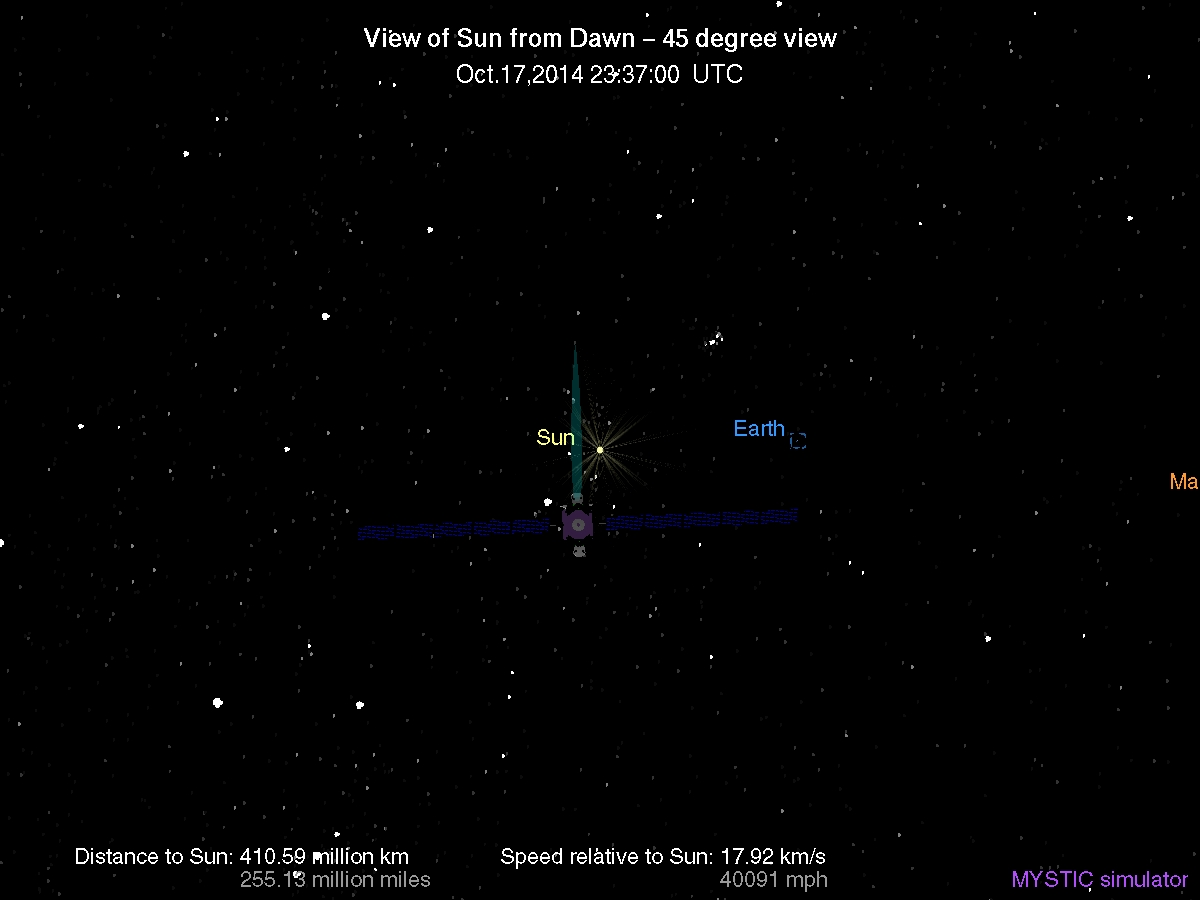 View of Sun from Dawn – 45 degree view
Oct.17,2014 23:37:00 UTC
Earth
Sun
Ma
Distance to Sun: 410.59 million km
255.13 million miles
Speed relative to Sun: 17.92 km/s
40091 mph
MYSTIC simulator